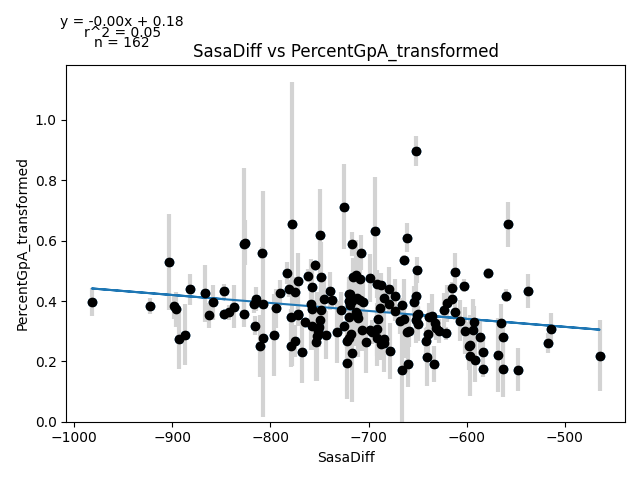 y = -0.00x + 0.18
r^2 = 0.05
n = 162
SasaDiff vs PercentGpA_transformed
PercentGpA_transformed
1.0
0.8
0.6
0.4
0.2
0.0
−1000 −900 −800 −700 −600 −500
SasaDiff